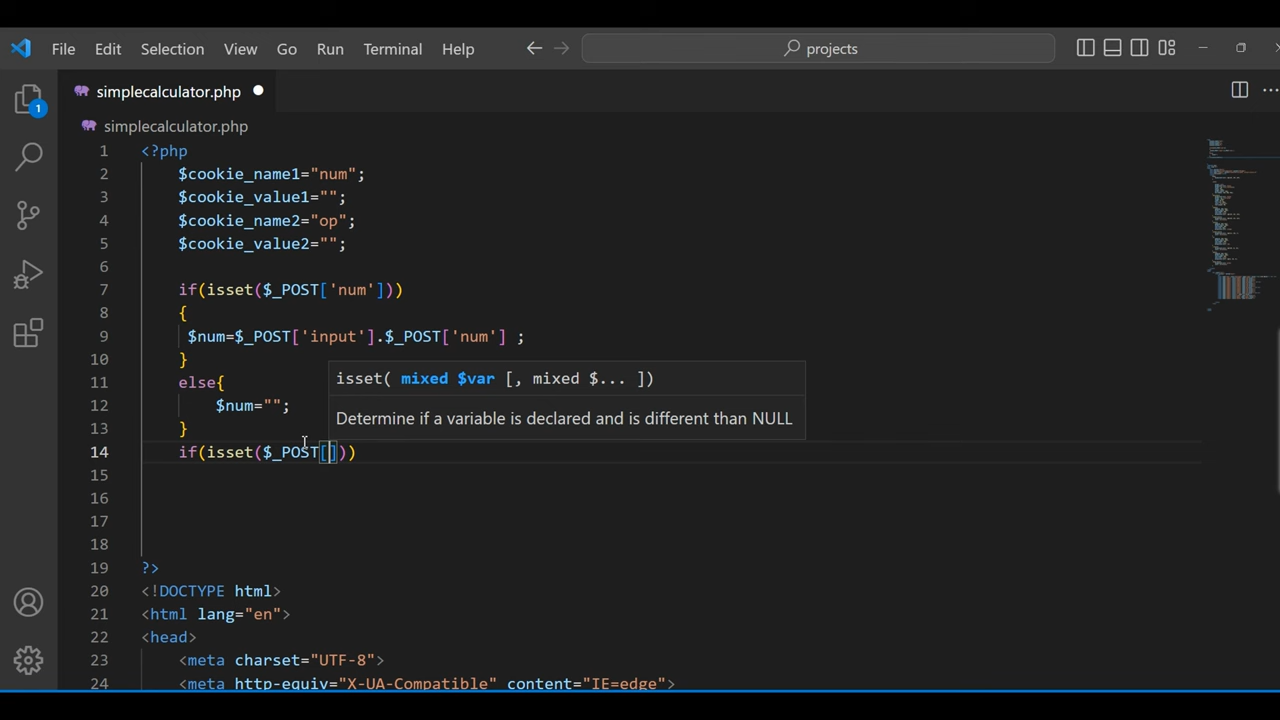 File Edit Selection View Go Run Terminal Help projects
1
simplecalculator.php
simplecalculator.php
1 <?php
2 $cookie_name1="num";
3 $cookie_value1="";
4 $cookie_name2="op";
5 $cookie_value2="";
6
7 if(isset($_POST['num']))
8 {
9 $num=$_POST['input'].$_POST['num'] ;
10 }
11 else{
12 $num="";
13 }
14 if(isset($_POST[]))
isset( mixed $var [, mixed $... ])
Determine if a variable is declared and is different than NULL
15
16
17
18
19 ?>
20 <!DOCTYPE html>
21 <html lang="en">
22 <head>
23 <meta charset="UTF-8">
24 <meta http-equiv="X-UA-Compatible" content="IE=edge">